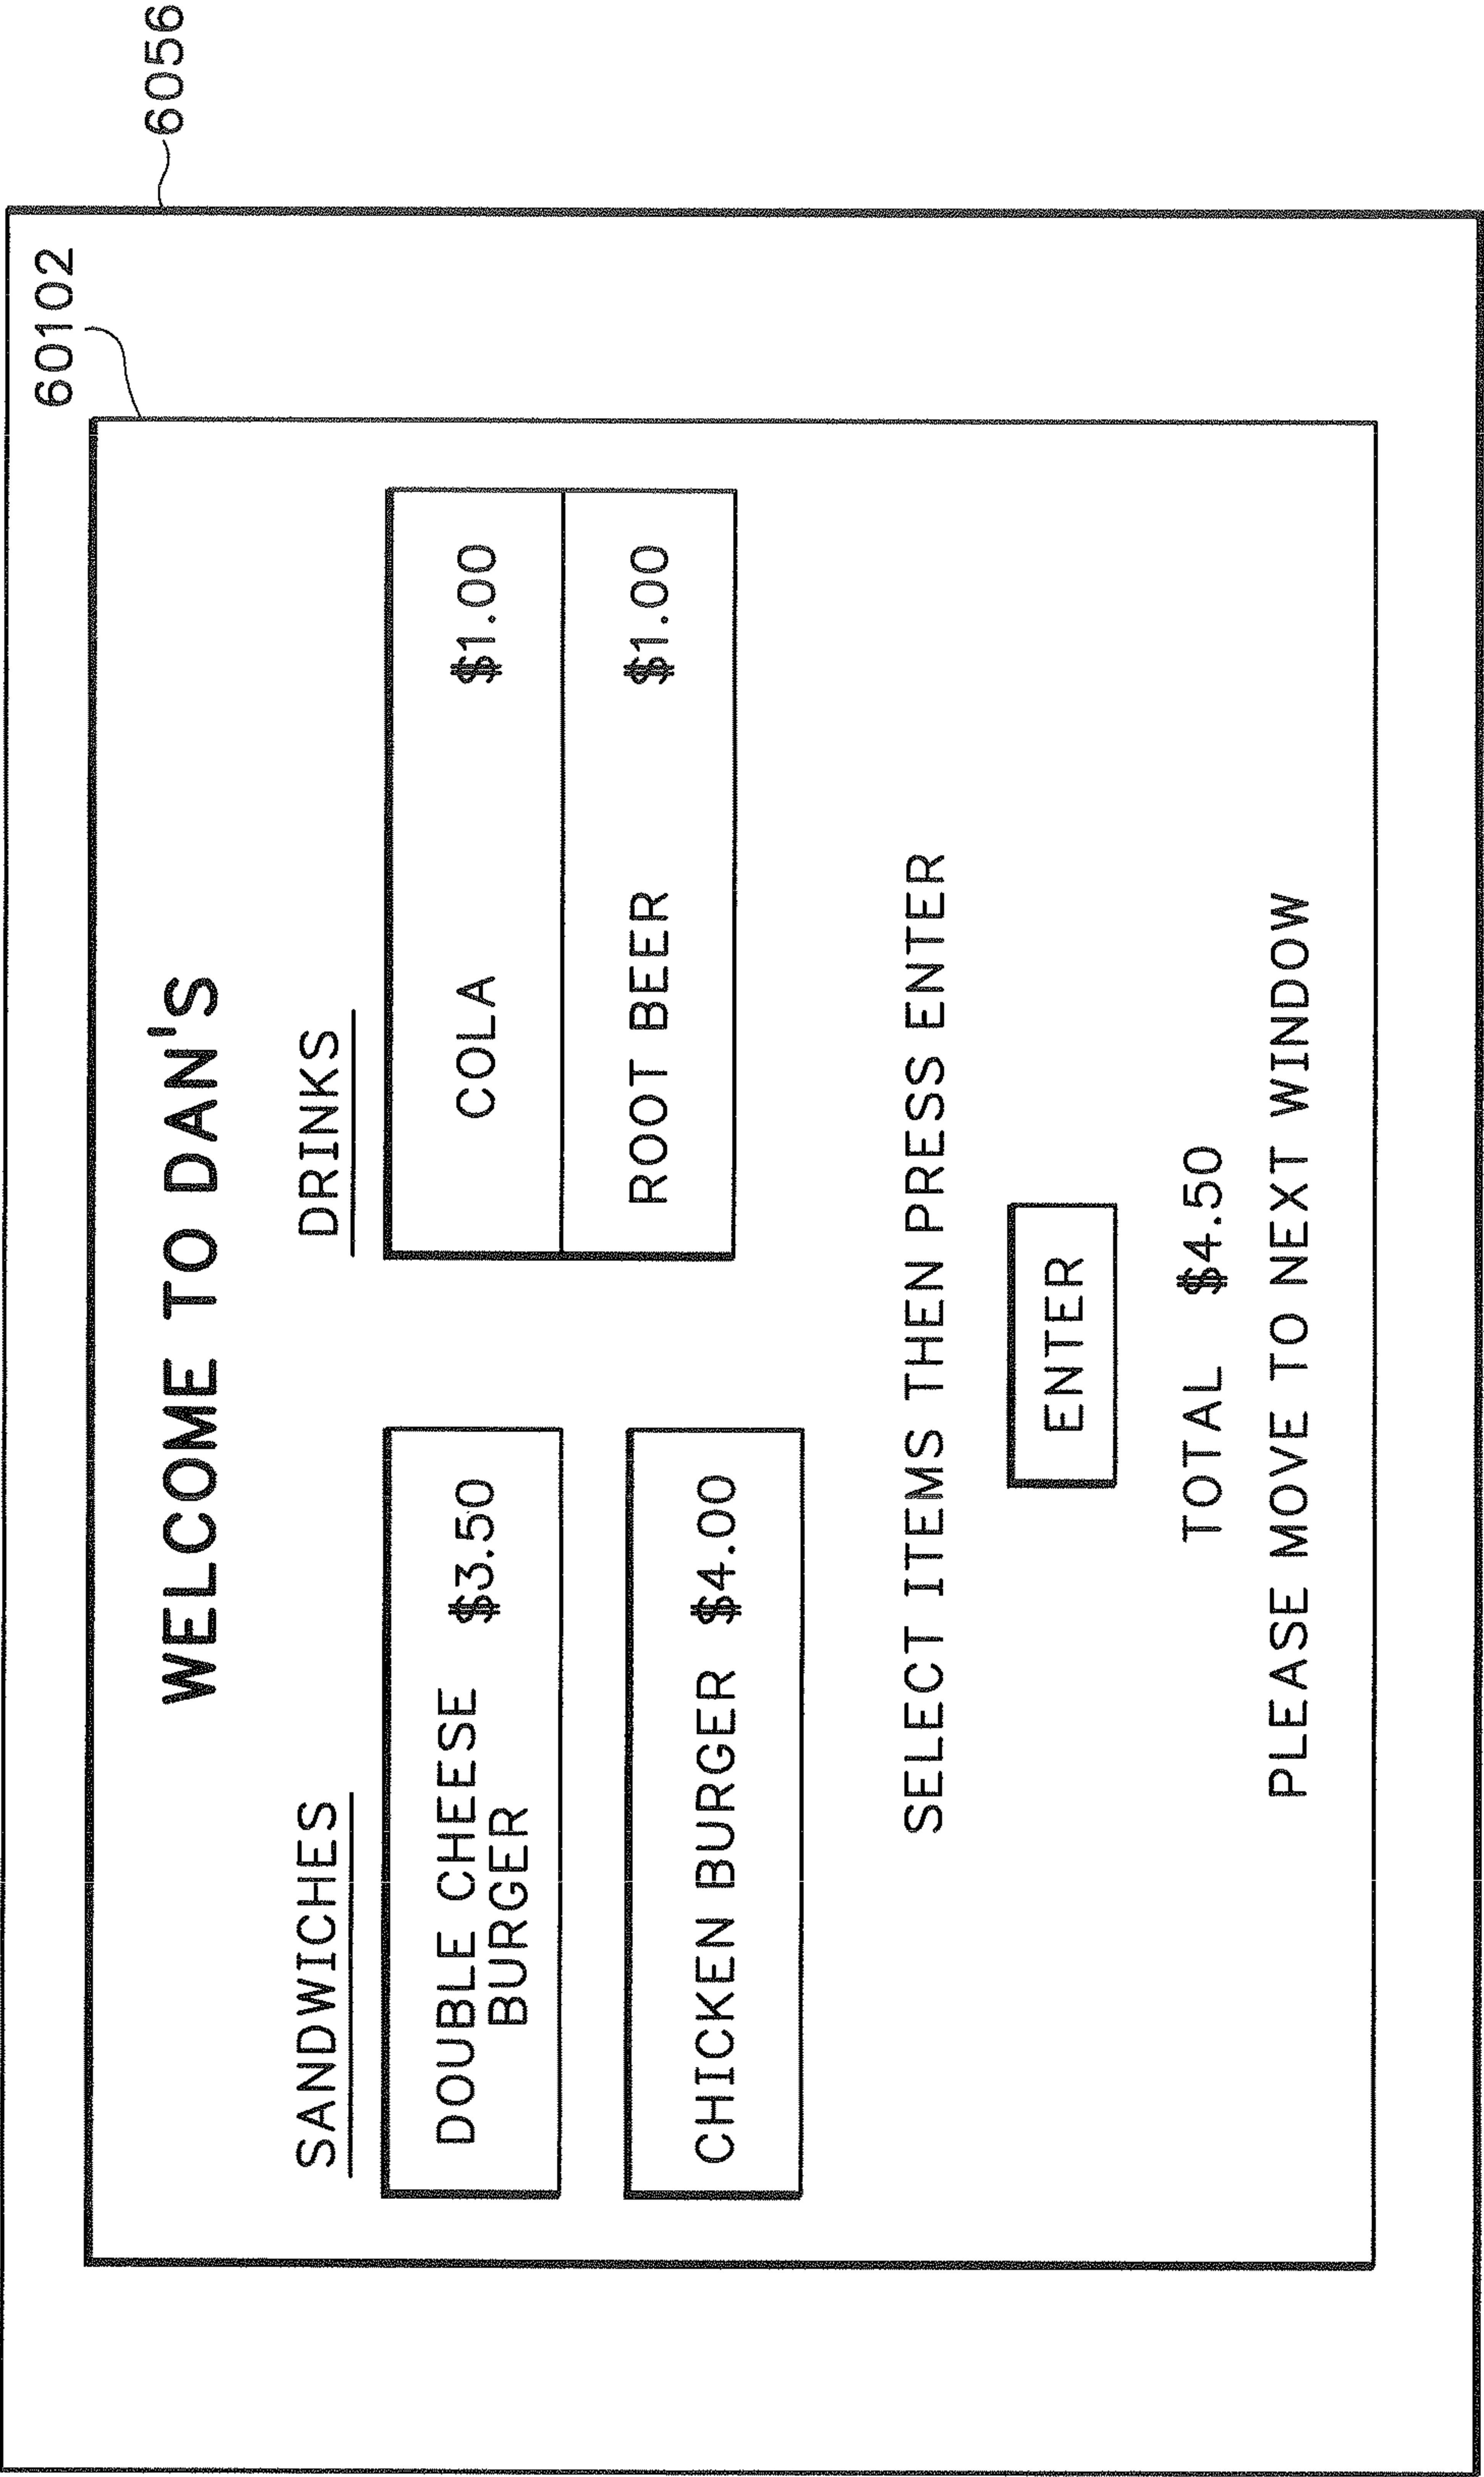 6056
60102
WELCOME TO DAN'S
SANDWICHES
DOUBLE CHEESE BURGER $3.50
CHICKEN BURGER $4.00
DRINKS
COLA $1.00
ROOT BEER $1.00
SELECT ITEMS THEN PRESS ENTER
ENTER
TOTAL $4.50
PLEASE MOVE TO NEXT WINDOW